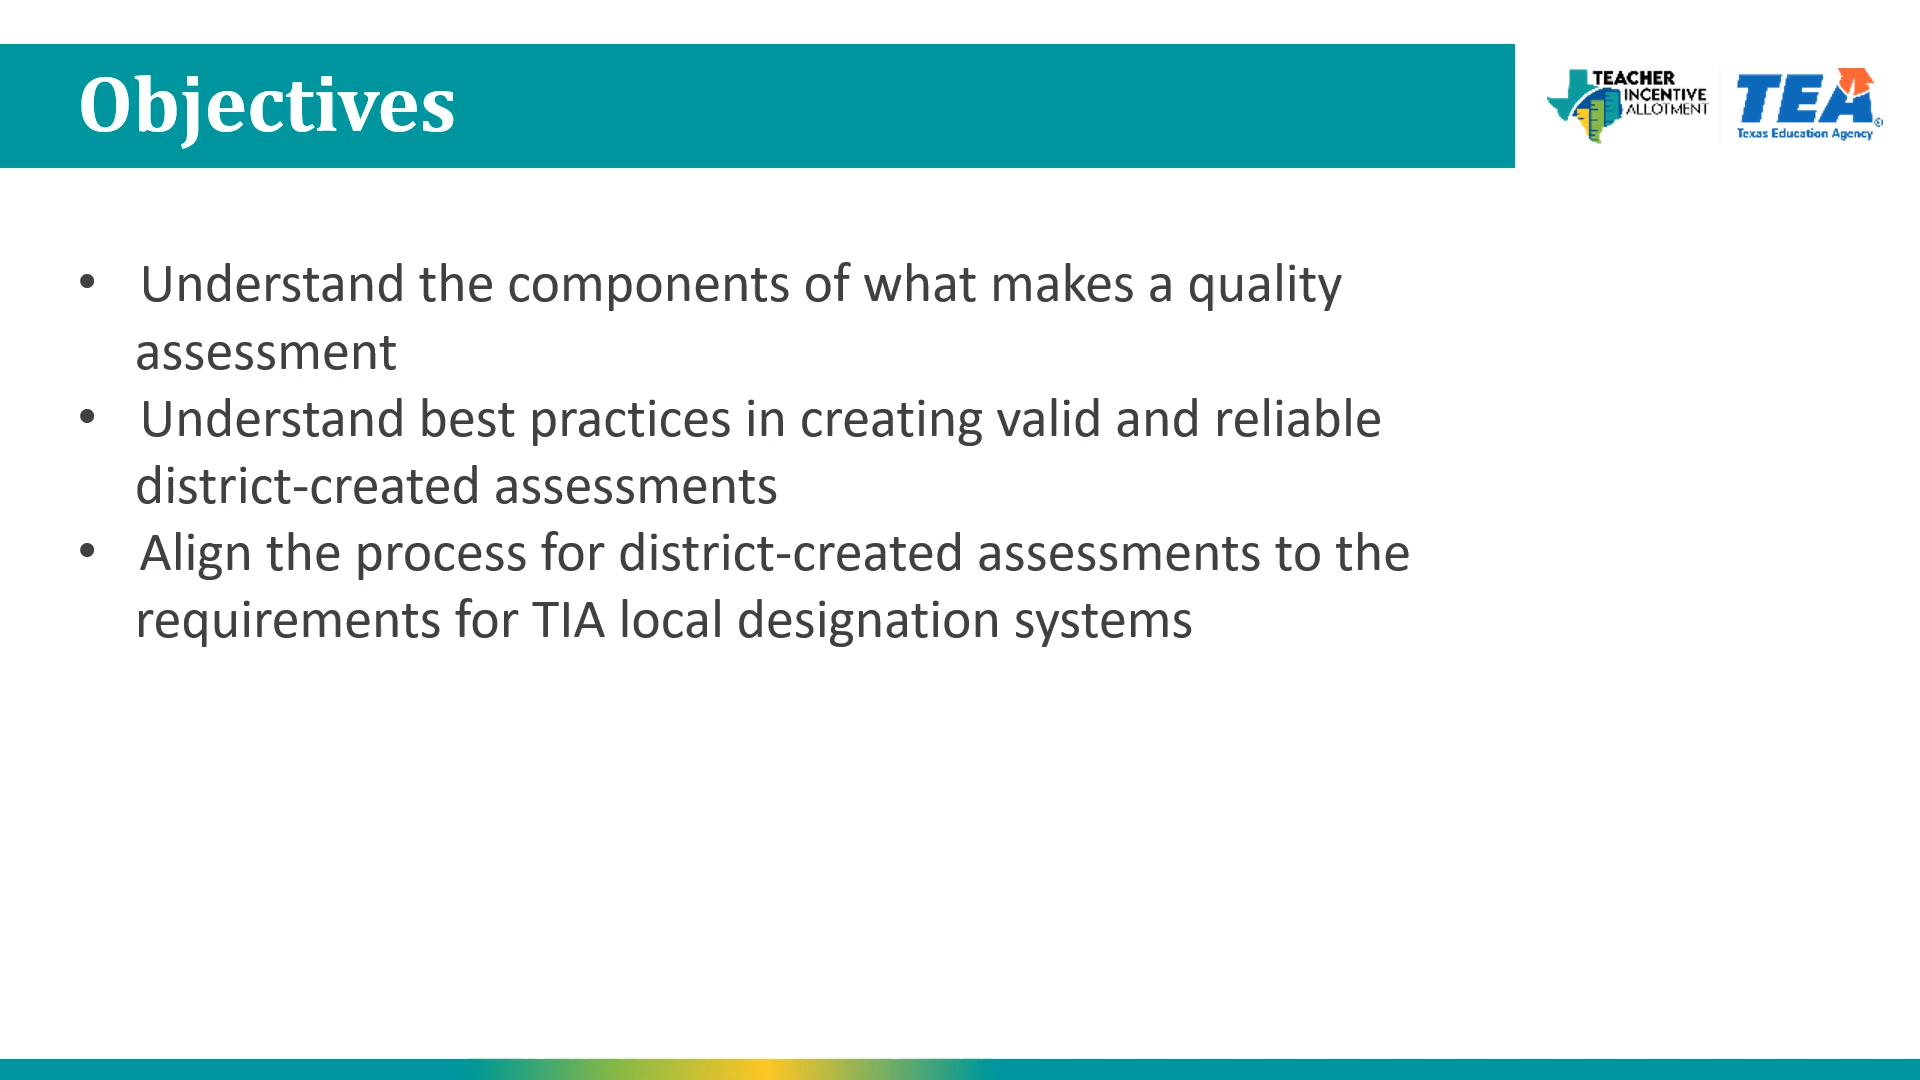 Objectives
TEACHER
INCENTIVE
ALLOTMENT
TEA®
Texas Education Agency
• Understand the components of what makes a quality
assessment
• Understand best practices in creating valid and reliable
district-created assessments
• Align the process for district-created assessments to the
requirements for TIA local designation systems